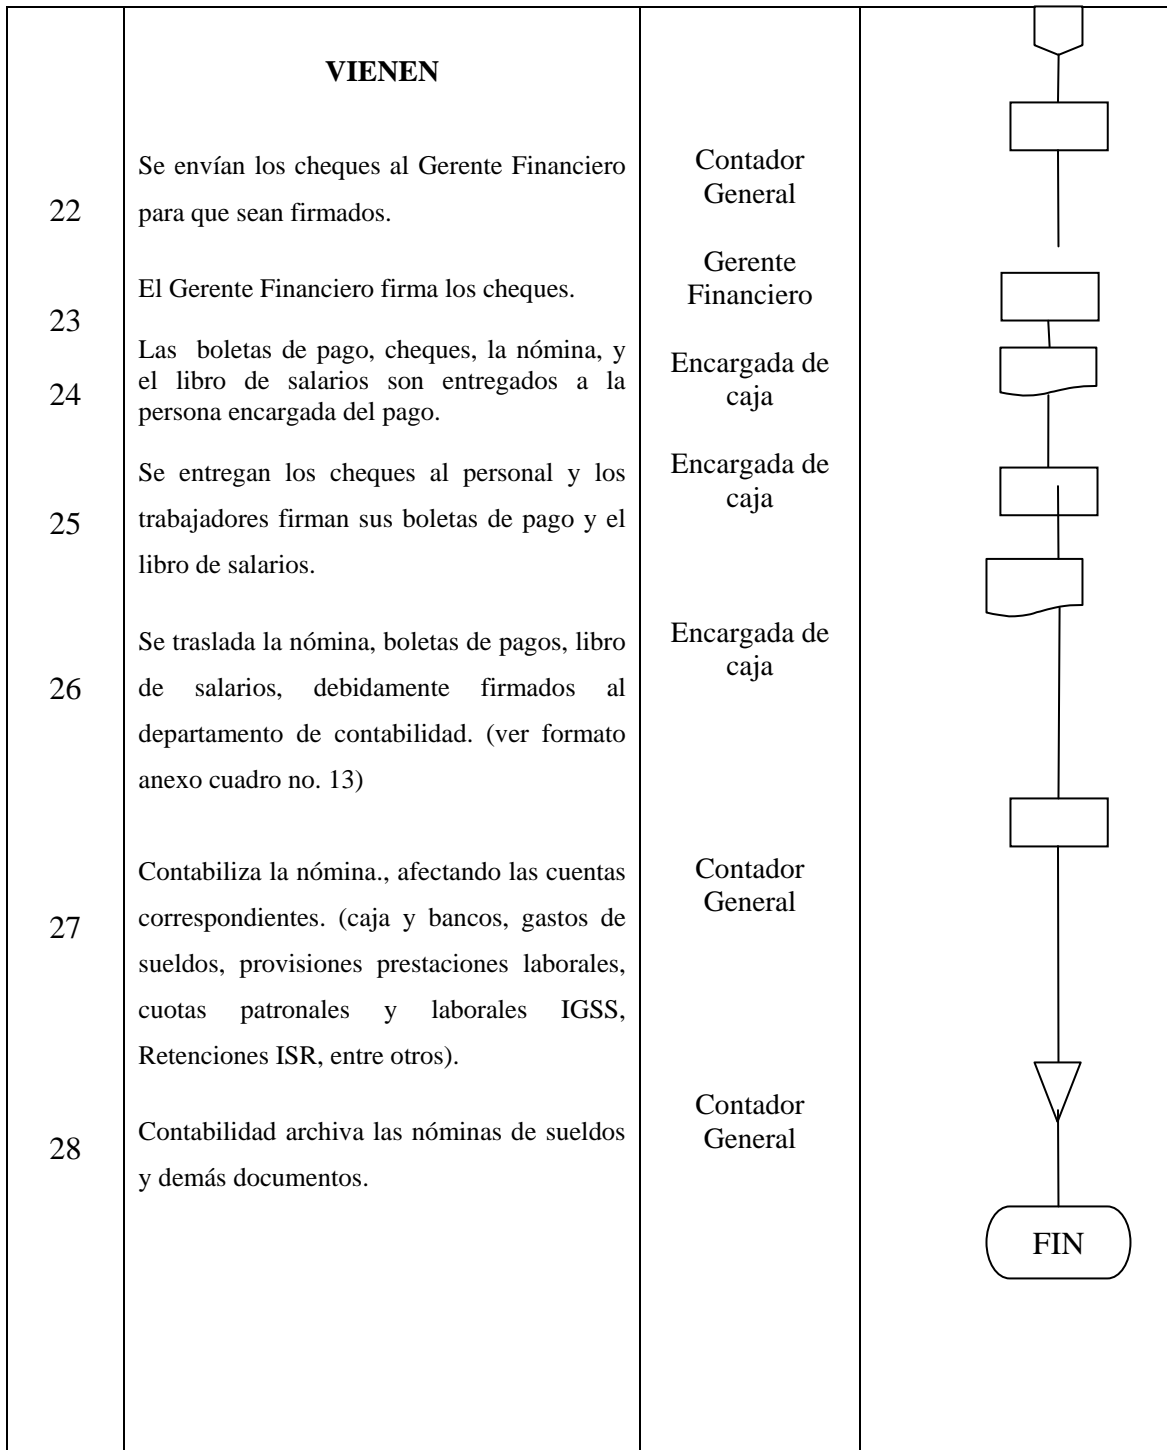 VIENEN
22
Se envían los cheques al Gerente Financiero
para que sean firmados.
Contador
General
23
El Gerente Financiero firma los cheques.
Gerente
Financiero
24
Las boletas de pago, cheques, la nómina, y
el libro de salarios son entregados a la
persona encargada del pago.
Encargada de
caja
25
Se entregan los cheques al personal y los
trabajadores firman sus boletas de pago y el
libro de salarios.
Encargada de
caja
26
Se traslada la nómina, boletas de pagos, libro
de salarios, debidamente firmados al
departamento de contabilidad. (ver formato
anexo cuadro no. 13)
Encargada de
caja
27
Contabiliza la nómina., afectando las cuentas
correspondientes. (caja y bancos, gastos de
sueldos, provisiones prestaciones laborales,
cuotas patronales y laborales IGSS,
Retenciones ISR, entre otros).
Contador
General
28
Contabilidad archiva las nóminas de sueldos
y demás documentos.
Contador
General
FIN